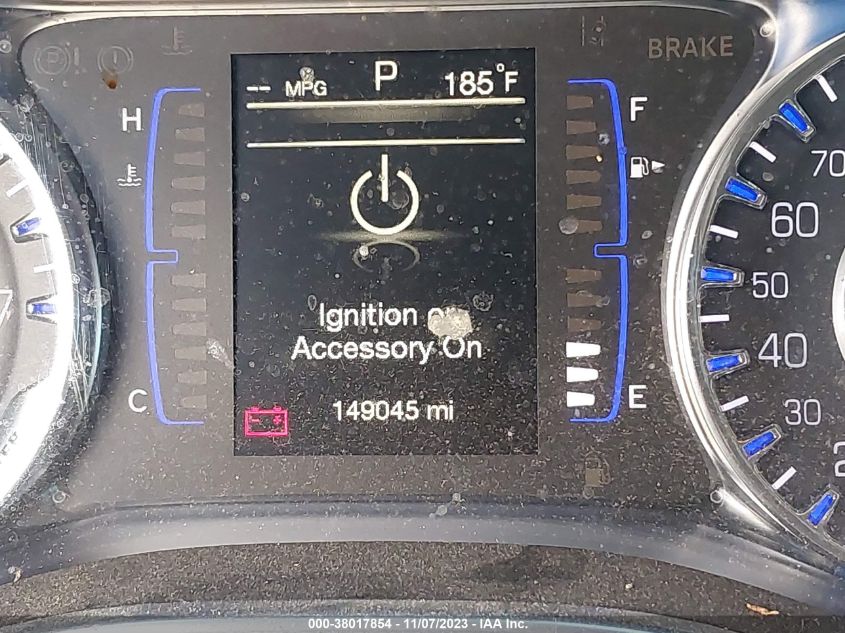 BRAKE
-- MPG P 185°F
H
F
Ignition or
Accessory On
149045 mi
C
E
70
60
50
40
30
000-38017854 - 11/07/2023 - IAA Inc.